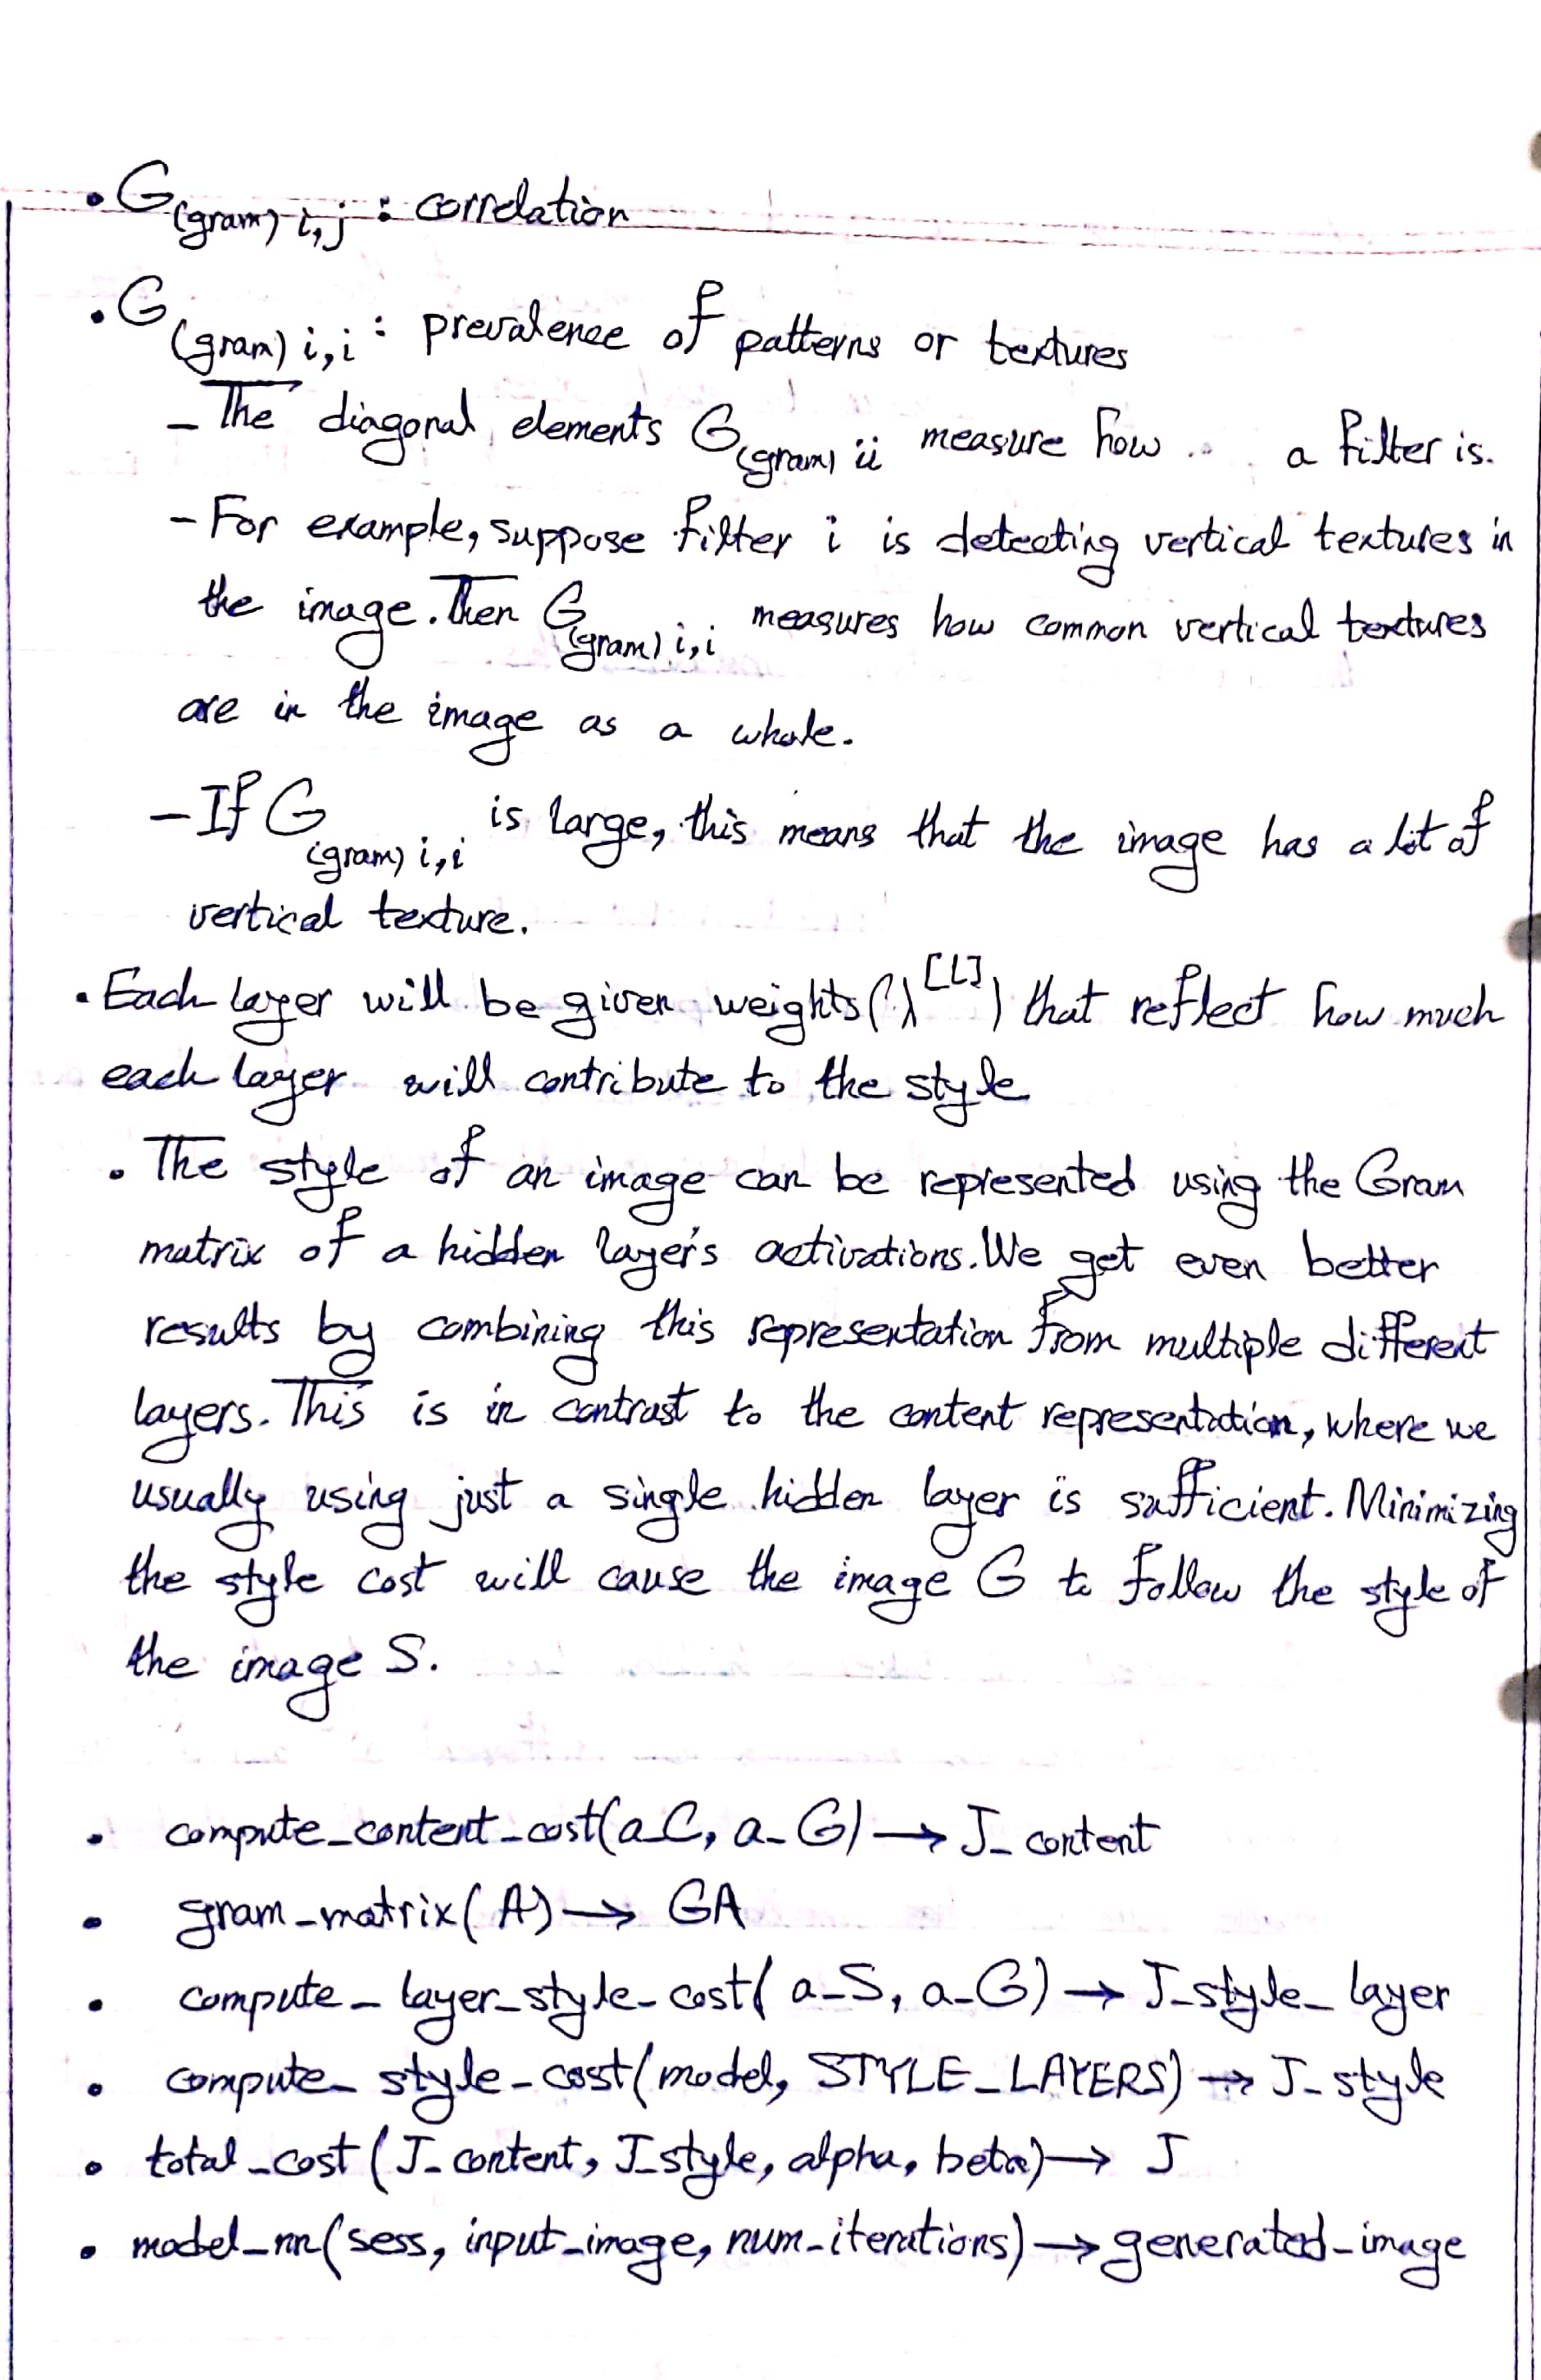 • G(gram) i,j : correlation
• G(gram) i,i : prevalence of patterns or textures
– The diagonal elements G(gram) ii measure how .. . a filter is.
– For example, suppose filter i is detecting vertical textures in
the image. Then G(gram) i,i measures how common vertical textures
are in the image as a whole.
– If G(gram) i,i is large, this means that the image has a lot of
vertical texture.
• Each layer will be given weights (λ^[L]) that reflect how much
each layer will contribute to the style
• The style of an image can be represented using the Gram
matrix of a hidden layer's activations. We get even better
results by combining this representation from multiple different
layers. This is in contrast to the content representation, where we
usually using just a single hidden layer is sufficient. Minimizing
the style cost will cause the image G to follow the style of
the image S.
• compute_content_cost(a_C, a_G) → J_content
• gram_matrix(A) → GA
• compute_layer_style_cost(a_S, a_G) → J_style_layer
• compute_style_cost(model, STYLE_LAYERS) → J_style
• total_cost(J_content, J_style, alpha, beta) → J
• model_nn(sess, input_image, num_iterations) → generated_image